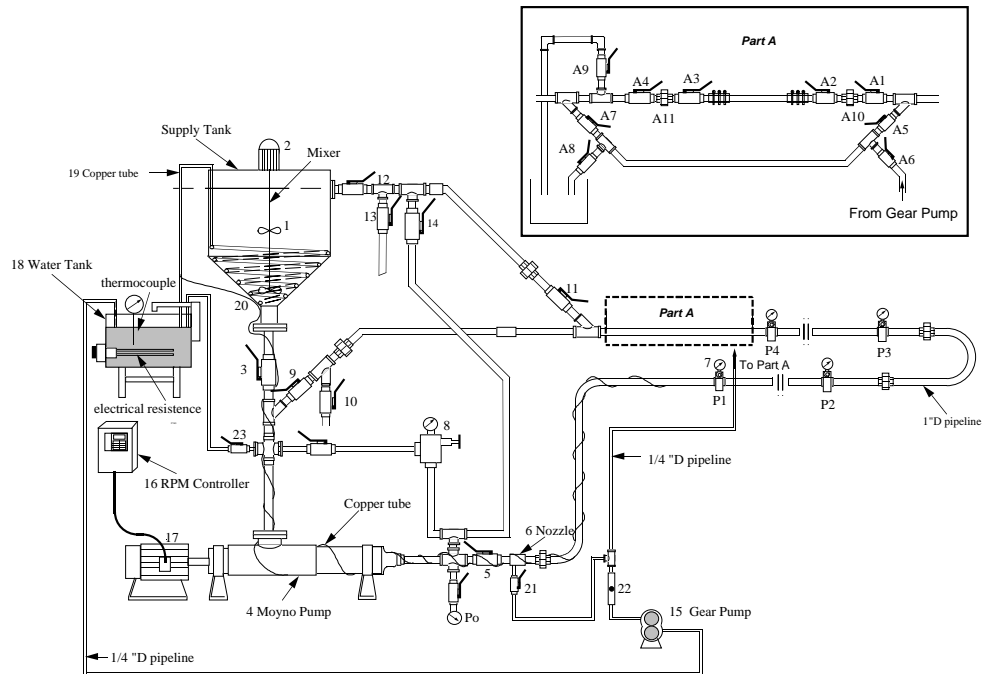 Part A
A9
A4
A3
A2
A1
A11
A10
A7
A5
A8
A6
From Gear Pump
Supply Tank
2
Mixer
19 Copper tube
12
13
14
1
18 Water Tank
thermocouple
20
11
Part A
P4
P3
7
To Part A
P1
P2
3
9
10
electrical resistence
1"D pipeline
8
23
16 RPM Controller
1/4 "D pipeline
Copper tube
17
6 Nozzle
5
21
22
4 Moyno Pump
Po
15 Gear Pump
1/4 "D pipeline